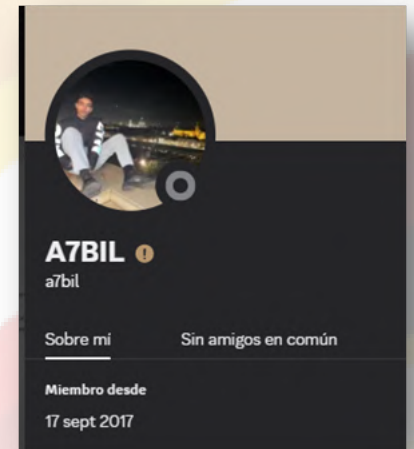 A7BIL
a7bil
Sobre mí
Sin amigos en común
Miembro desde
17 sept 2017